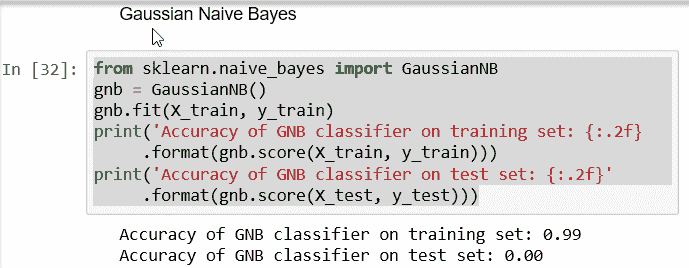 Gaussian Naive Bayes
In [32]:
from sklearn.naive_bayes import GaussianNB
gnb = GaussianNB()
gnb.fit(X_train, y_train)
print('Accuracy of GNB classifier on training set: {:.2f}
     .format(gnb.score(X_train, y_train)))
print('Accuracy of GNB classifier on test set: {:.2f}'
     .format(gnb.score(X_test, y_test)))
Accuracy of GNB classifier on training set: 0.99
Accuracy of GNB classifier on test set: 0.00